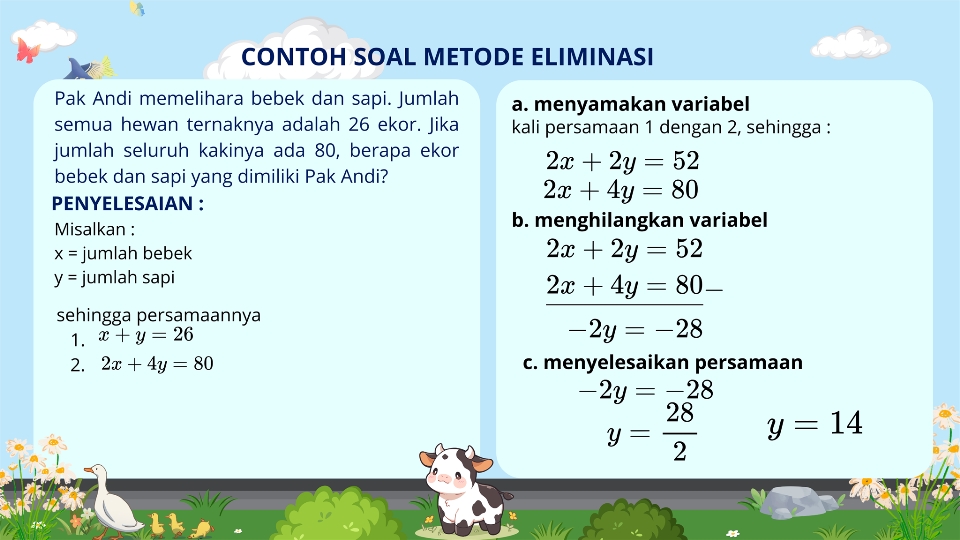 CONTOH SOAL METODE ELIMINASI
Pak Andi memelihara bebek dan sapi. Jumlah
semua hewan ternaknya adalah 26 ekor. Jika
jumlah seluruh kakinya ada 80, berapa ekor
bebek dan sapi yang dimiliki Pak Andi?
PENYELESAIAN :
Misalkan :
x = jumlah bebek
y = jumlah sapi
sehingga persamaannya
1. x + y = 26
2. 2x + 4y = 80
a. menyamakan variabel
kali persamaan 1 dengan 2, sehingga :
2x + 2y = 52
2x + 4y = 80
b. menghilangkan variabel
2x + 2y = 52
2x + 4y = 80−
−2y = −28
c. menyelesaikan persamaan
−2y = −28
y = 28/2
y = 14